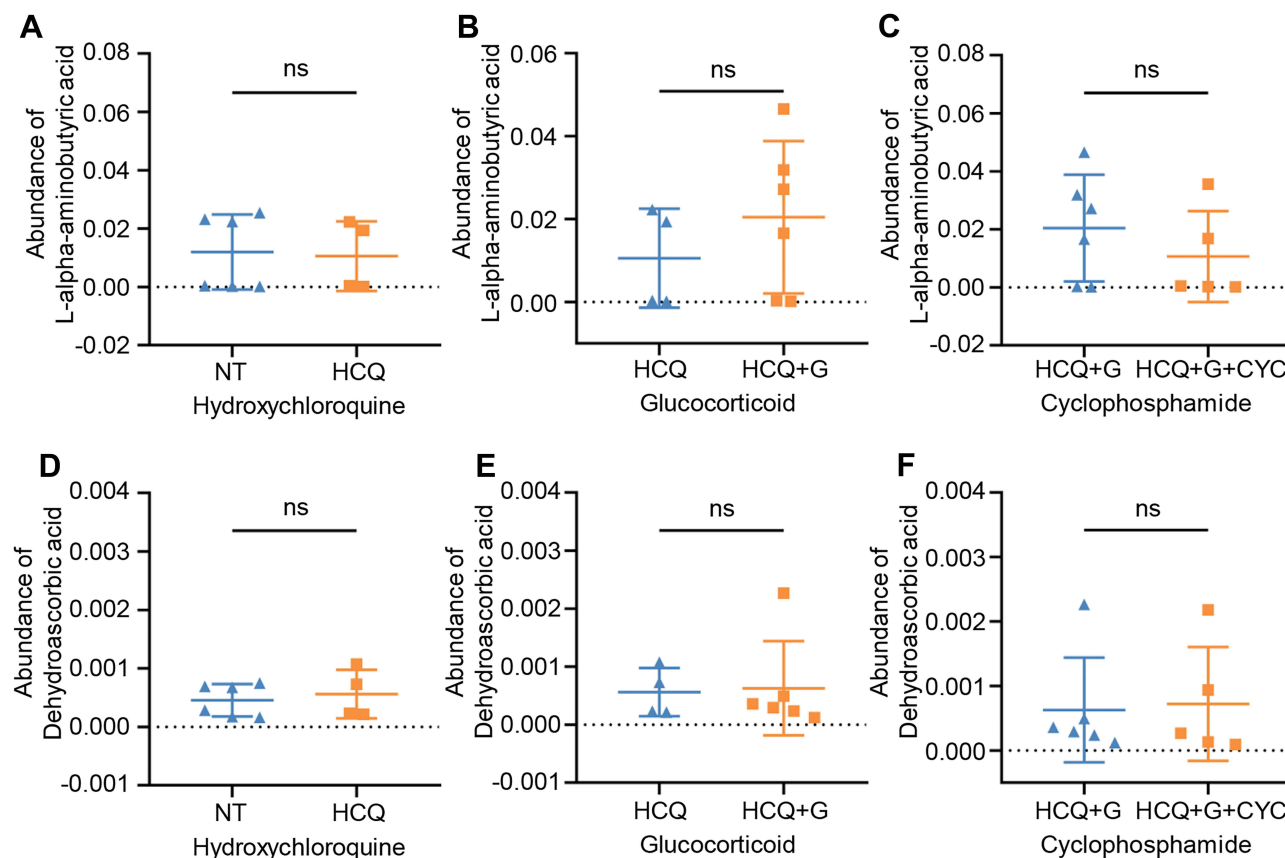 A
Abundance of
L-alpha-aminobutyric acid
0.08
0.06
0.04
0.02
0.00
-0.02
ns
NT
HCQ
Hydroxychloroquine
B
Abundance of
L-alpha-aminobutyric acid
0.06
0.04
0.02
0.00
ns
HCQ
HCQ+G
Glucocorticoid
C
Abundance of
L-alpha-aminobutyric acid
0.08
0.06
0.04
0.02
0.00
-0.02
ns
HCQ+G
HCQ+G+CYC
Cyclophosphamide
D
Abundance of
Dehydroascorbic acid
0.004
0.003
0.002
0.001
0.000
-0.001
ns
NT
HCQ
Hydroxychloroquine
E
Abundance of
Dehydroascorbic acid
0.004
0.003
0.002
0.001
0.000
-0.001
ns
HCQ
HCQ+G
Glucocorticoid
F
Abundance of
Dehydroascorbic acid
0.004
0.003
0.002
0.001
0.000
ns
HCQ+G
HCQ+G+CYC
Cyclophosphamide